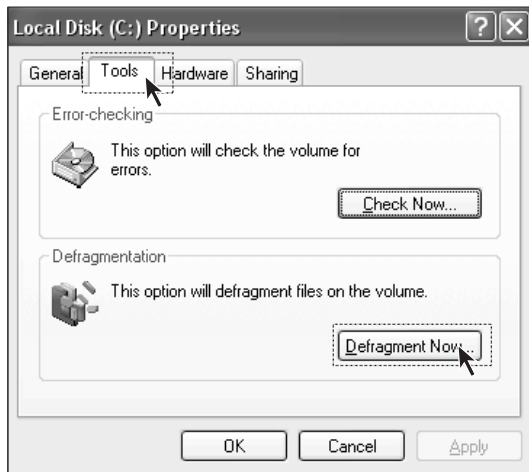 Local Disk (C:) Properties
General Tools Hardware Sharing
Error-checking
This option will check the volume for
errors.
Check Now...
Defragmentation
This option will defragment files on the volume.
Defragment Now...
OK Cancel Apply